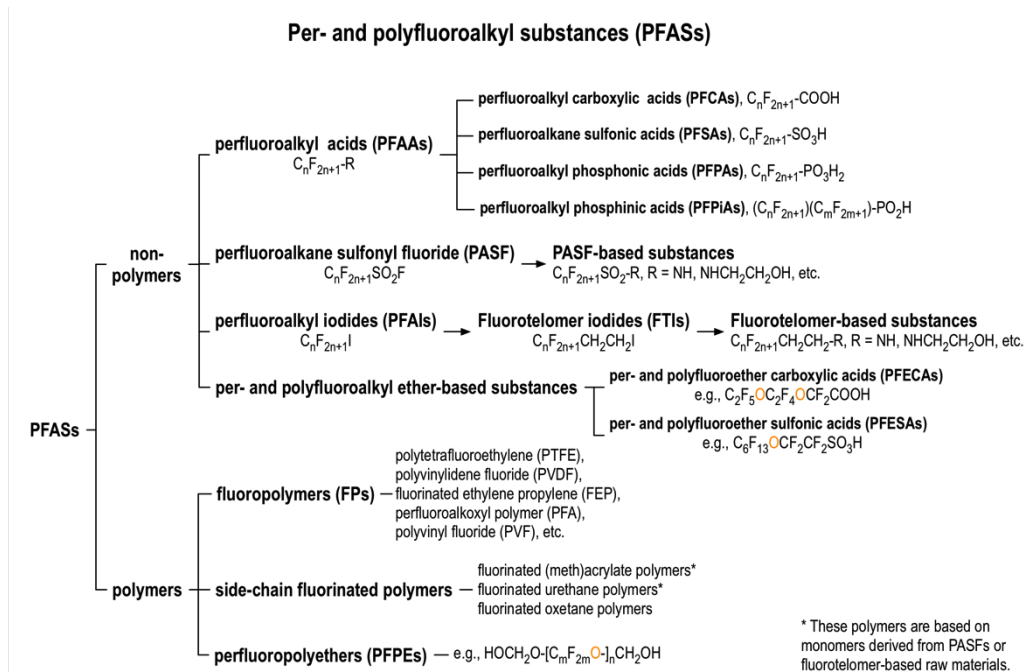 Per- and polyfluoroalkyl substances (PFASs)
perfluoroalkyl carboxylic acids (PFCAs), CnF2n+1-COOH
perfluoroalkane sulfonic acids (PFSAs), CnF2n+1-SO3H
perfluoroalkyl acids (PFAAs)
CnF2n+1-R
perfluoroalkyl phosphonic acids (PFPAs), CnF2n+1-PO3H2
perfluoroalkyl phosphinic acids (PFPiAs), (CnF2n+1)(CmF2m+1)-PO2H
non-
polymers
perfluoroalkane sulfonyl fluoride (PASF)
CnF2n+1SO2F
PASF-based substances
CnF2n+1SO2-R, R = NH, NHCH2CH2OH, etc.
perfluoroalkyl iodides (PFAIs)
CnF2n+1I
Fluorotelomer iodides (FTIs)
CnF2n+1CH2CH2I
Fluorotelomer-based substances
CnF2n+1CH2CH2-R, R = NH, NHCH2CH2OH, etc.
per- and polyfluoroalkyl ether-based substances
per- and polyfluoroether carboxylic acids (PFECAs)
e.g., C2F5OC2F4OCF2COOH
per- and polyfluoroether sulfonic acids (PFESAs)
e.g., C6F13OCF2CF2SO3H
PFASs
fluoropolymers (FPs)
polytetrafluoroethylene (PTFE),
polyvinylidene fluoride (PVDF),
fluorinated ethylene propylene (FEP),
perfluoroalkoxyl polymer (PFA),
polyvinyl fluoride (PVF), etc.
polymers
side-chain fluorinated polymers
fluorinated (meth)acrylate polymers*
fluorinated urethane polymers*
fluorinated oxetane polymers
perfluoropolyethers (PFPEs)
e.g., HOCH2O-[CmF2mO-]nCH2OH
* These polymers are based on
monomers derived from PASFs or
fluorotelomer-based raw materials.